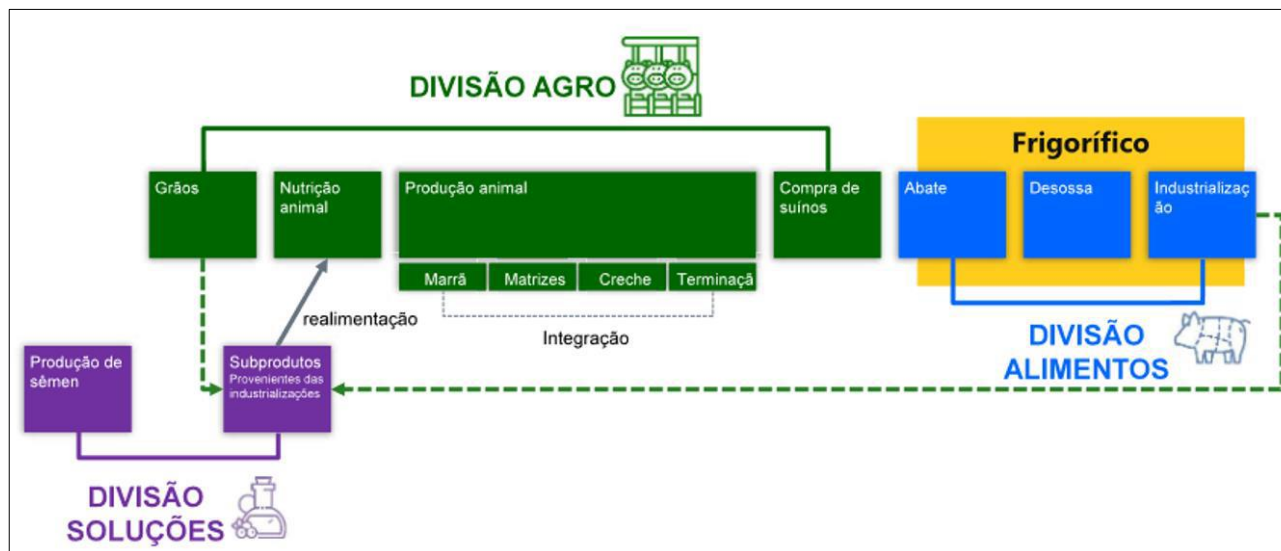 DIVISÃO AGRO
Frigorífico
Grãos
Nutrição
animal
Produção animal
Compra de
suínos
Abate
Desossa
Industrializaç
ão
Marrã
Matrizes
Creche
Terminaçã
realimentação
Integração
Produção de
sêmen
Subprodutos
Provenientes das
industrializações
DIVISÃO
ALIMENTOS
DIVISÃO
SOLUÇÕES